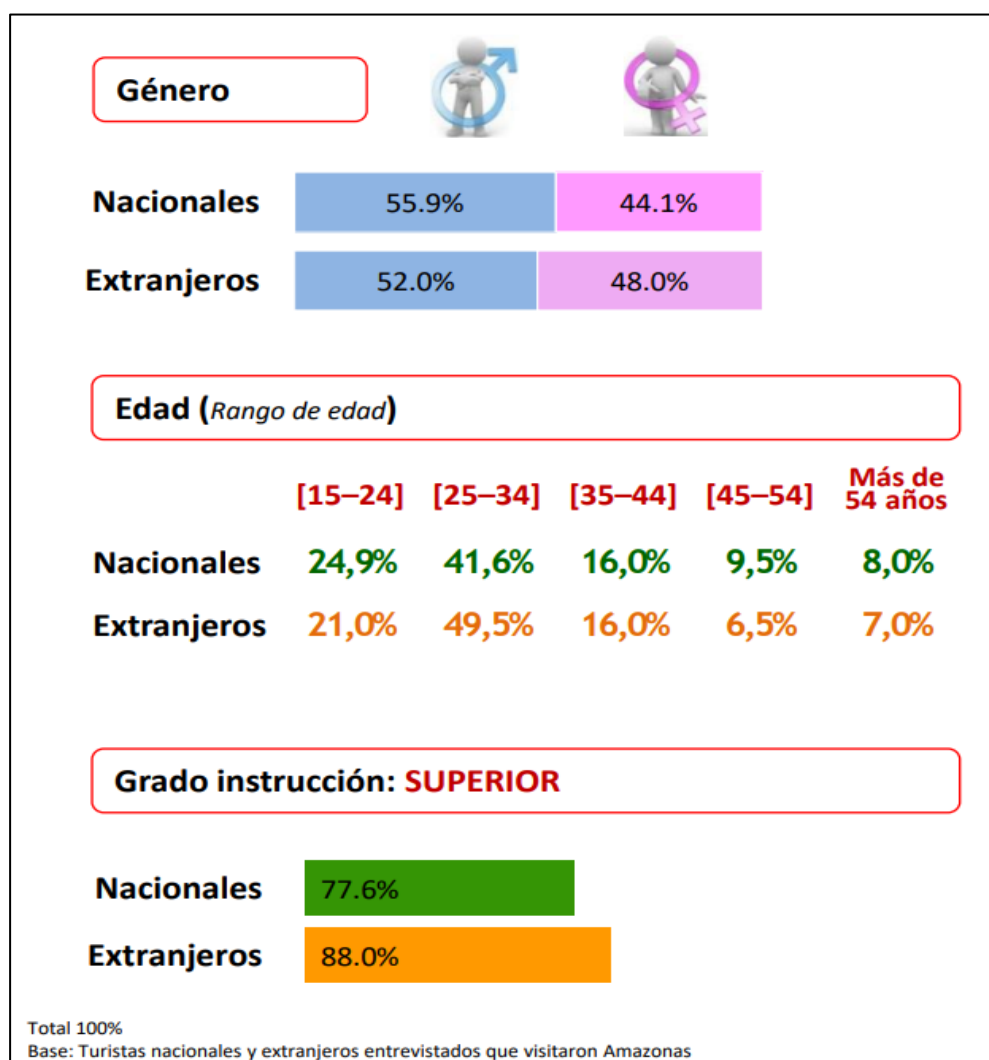 Género
Nacionales 55.9% 44.1%
Extranjeros 52.0% 48.0%
Edad (Rango de edad)
[15–24] [25–34] [35–44] [45–54] Más de
54 años
Nacionales 24,9% 41,6% 16,0% 9,5% 8,0%
Extranjeros 21,0% 49,5% 16,0% 6,5% 7,0%
Grado instrucción: SUPERIOR
Nacionales 77.6%
Extranjeros 88.0%
Total 100%
Base: Turistas nacionales y extranjeros entrevistados que visitaron Amazonas